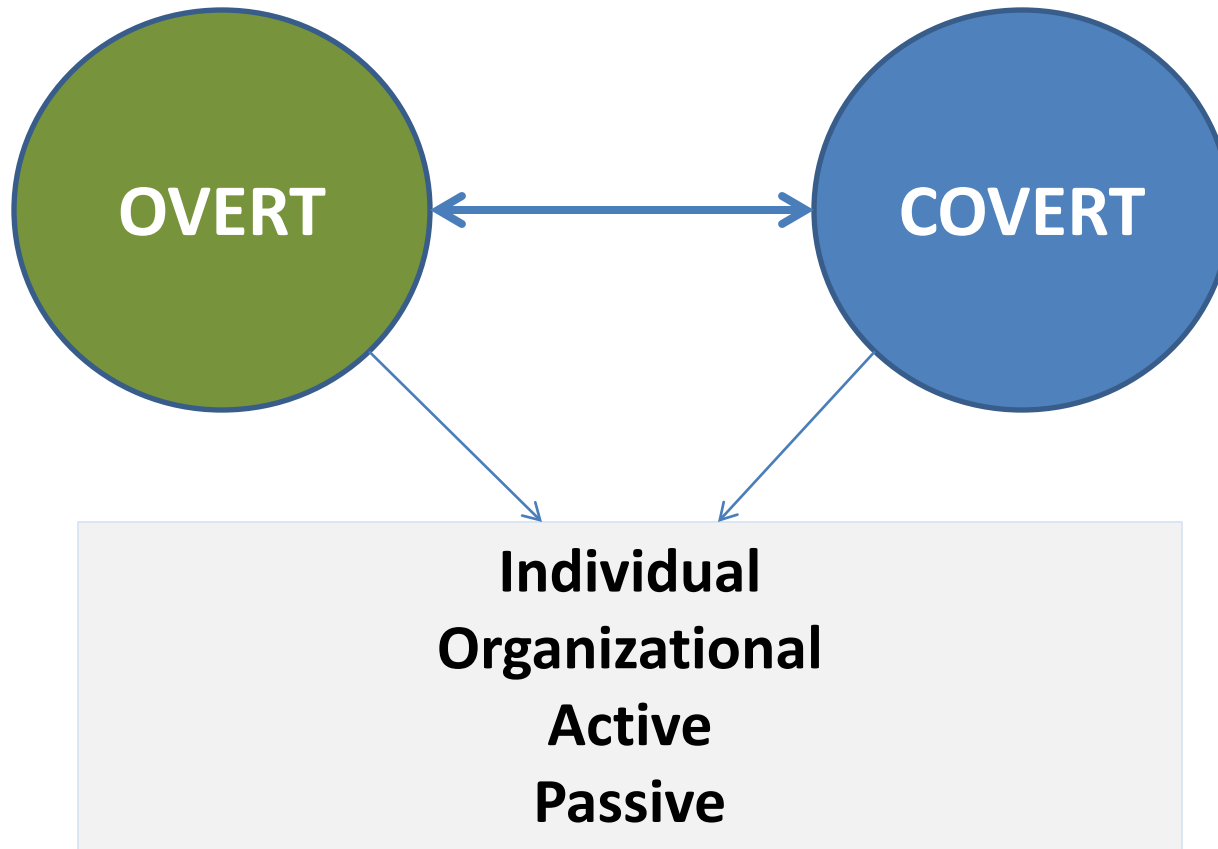 OVERT
COVERT
Individual
Organizational
Active
Passive